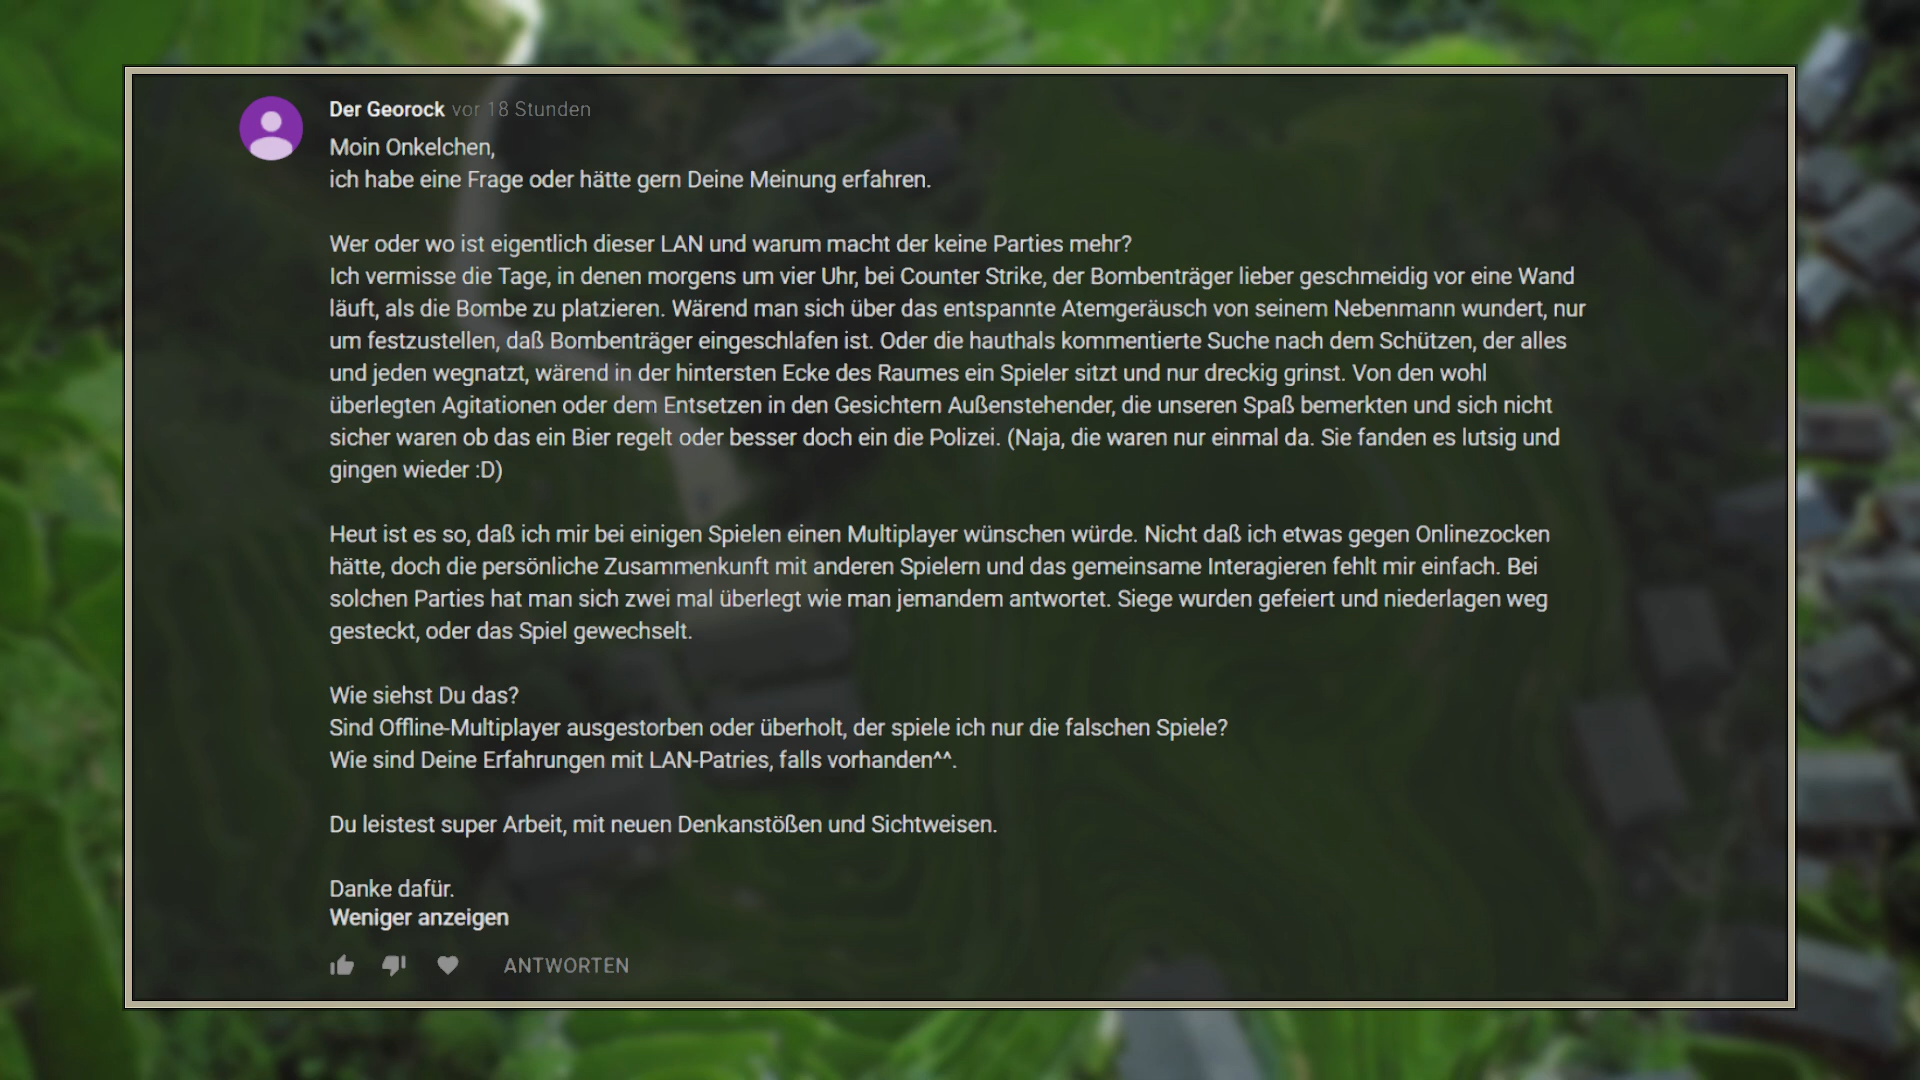 Der Georock vor 18 Stunden
Moin Onkelchen,
ich habe eine Frage oder hätte gern Deine Meinung erfahren.
Wer oder wo ist eigentlich dieser LAN und warum macht der keine Parties mehr?
Ich vermisse die Tage, in denen morgens um vier Uhr, bei Counter Strike, der Bombenträger lieber geschmeidig vor eine Wand
läuft, als die Bombe zu platzieren. Wärend man sich über das entspannte Atemgeräusch von seinem Nebenmann wundert, nur
um festzustellen, daß Bombenträger eingeschlafen ist. Oder die hauthals kommentierte Suche nach dem Schützen, der alles
und jeden wegnatzt, wärend in der hintersten Ecke des Raumes ein Spieler sitzt und nur dreckig grinst. Von den wohl
überlegten Agitationen oder dem Entsetzen in den Gesichtern Außenstehender, die unseren Spaß bemerkten und sich nicht
sicher waren ob das ein Bier regelt oder besser doch ein die Polizei. (Naja, die waren nur einmal da. Sie fanden es lutsig und
gingen wieder :D)
Heut ist es so, daß ich mir bei einigen Spielen einen Multiplayer wünschen würde. Nicht daß ich etwas gegen Onlinezocken
hätte, doch die persönliche Zusammenkunft mit anderen Spielern und das gemeinsame Interagieren fehlt mir einfach. Bei
solchen Parties hat man sich zwei mal überlegt wie man jemandem antwortet. Siege wurden gefeiert und niederlagen weg
gesteckt, oder das Spiel gewechselt.
Wie siehst Du das?
Sind Offline-Multiplayer ausgestorben oder überholt, der spiele ich nur die falschen Spiele?
Wie sind Deine Erfahrungen mit LAN-Patries, falls vorhanden^^.
Du leistest super Arbeit, mit neuen Denkanstößen und Sichtweisen.
Danke dafür.
Weniger anzeigen
ANTWORTEN